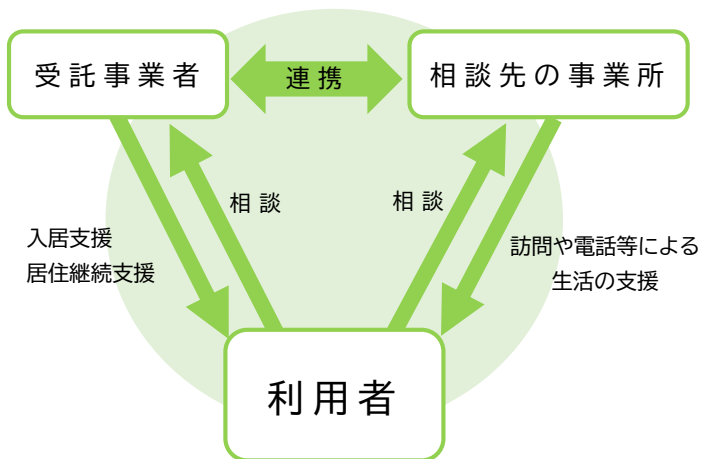 受託事業者
連携
相談先の事業所
相談
相談
入居支援
居住継続支援
訪問や電話等による
生活の支援
利用者